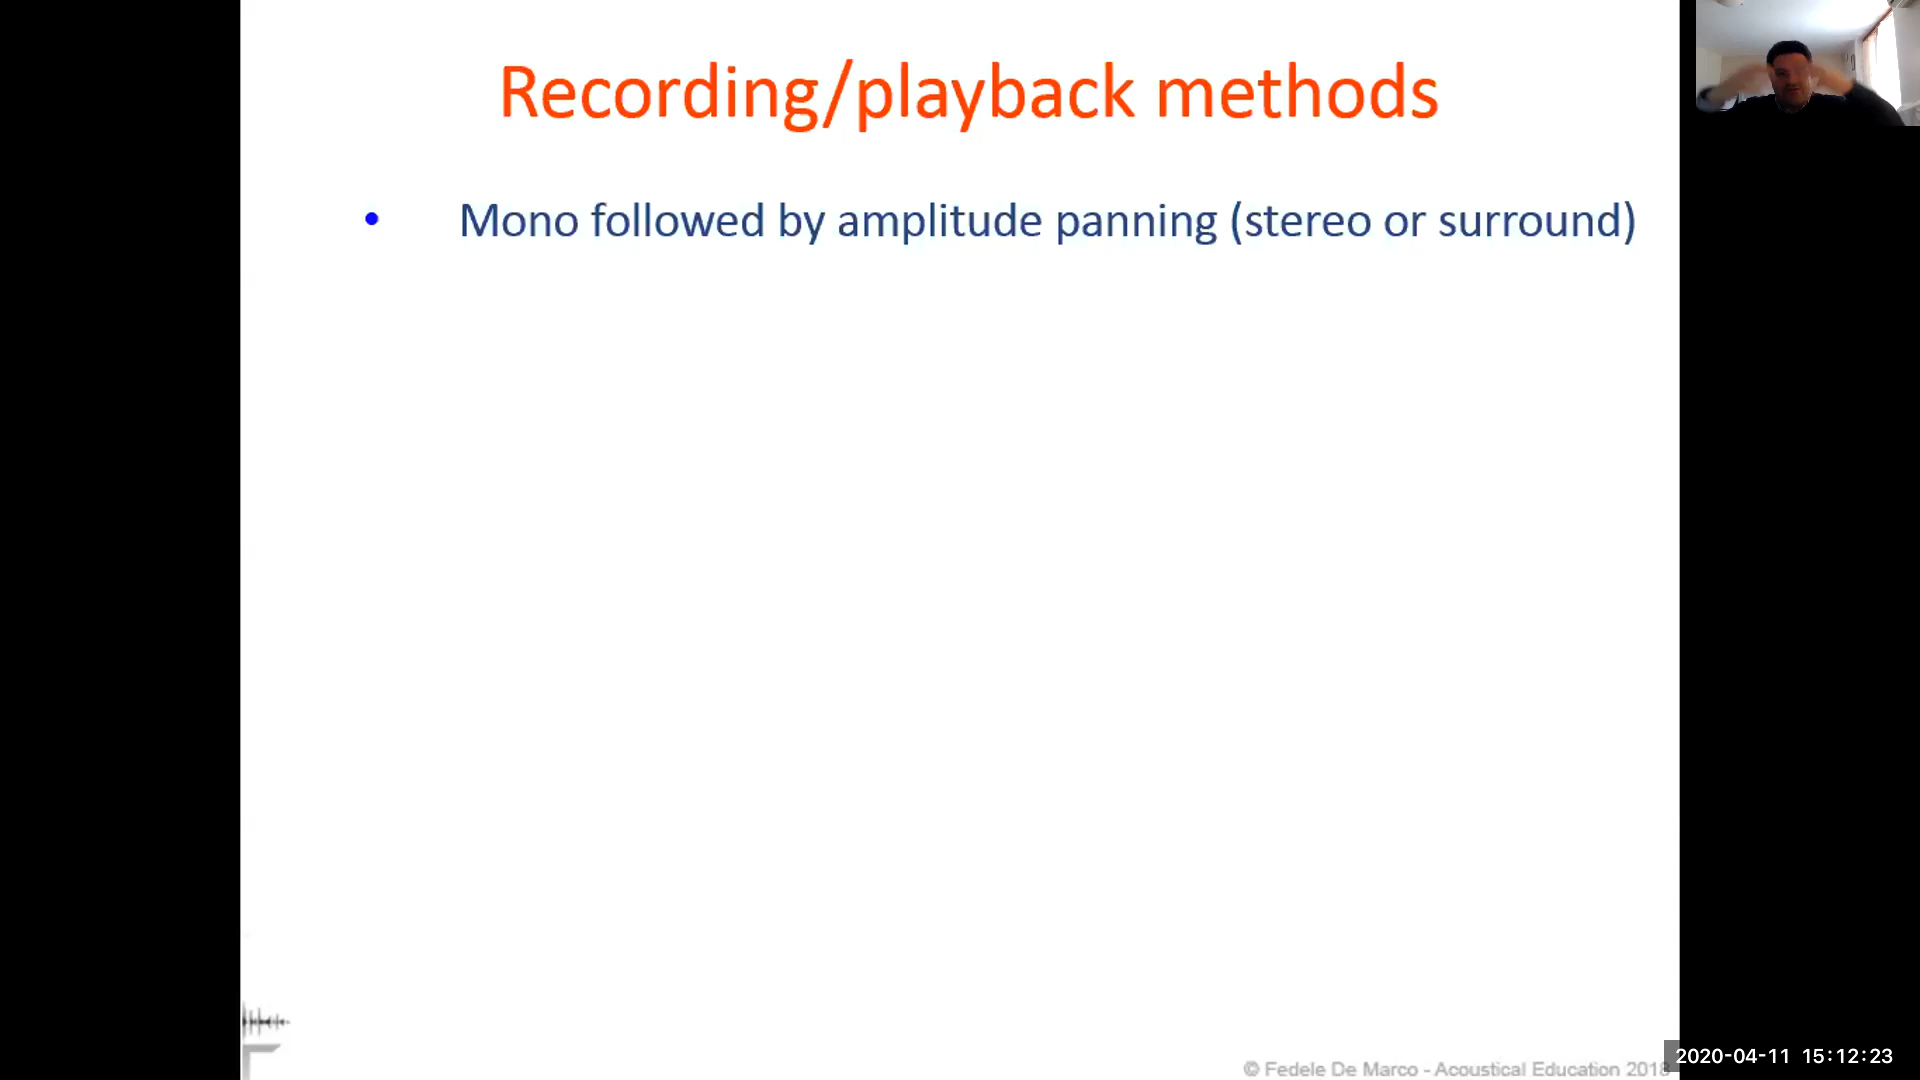 Recording/playback methods
• Mono followed by amplitude panning (stereo or surround)
© Fedele De Marco - Acoustical Education 2018
2020-04-11 15:12:23